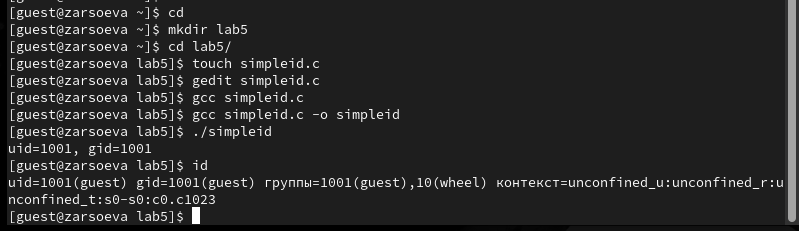 [guest@zarsoeva ~]$ cd
[guest@zarsoeva ~]$ mkdir lab5
[guest@zarsoeva ~]$ cd lab5/
[guest@zarsoeva lab5]$ touch simpleid.c
[guest@zarsoeva lab5]$ gedit simpleid.c
[guest@zarsoeva lab5]$ gcc simpleid.c
[guest@zarsoeva lab5]$ gcc simpleid.c -o simpleid
[guest@zarsoeva lab5]$ ./simpleid
uid=1001, gid=1001
[guest@zarsoeva lab5]$ id
uid=1001(guest) gid=1001(guest) группы=1001(guest),10(wheel) контекст=unconfined_u:unconfined_r:u
nconfined_t:s0-s0:c0.c1023
[guest@zarsoeva lab5]$